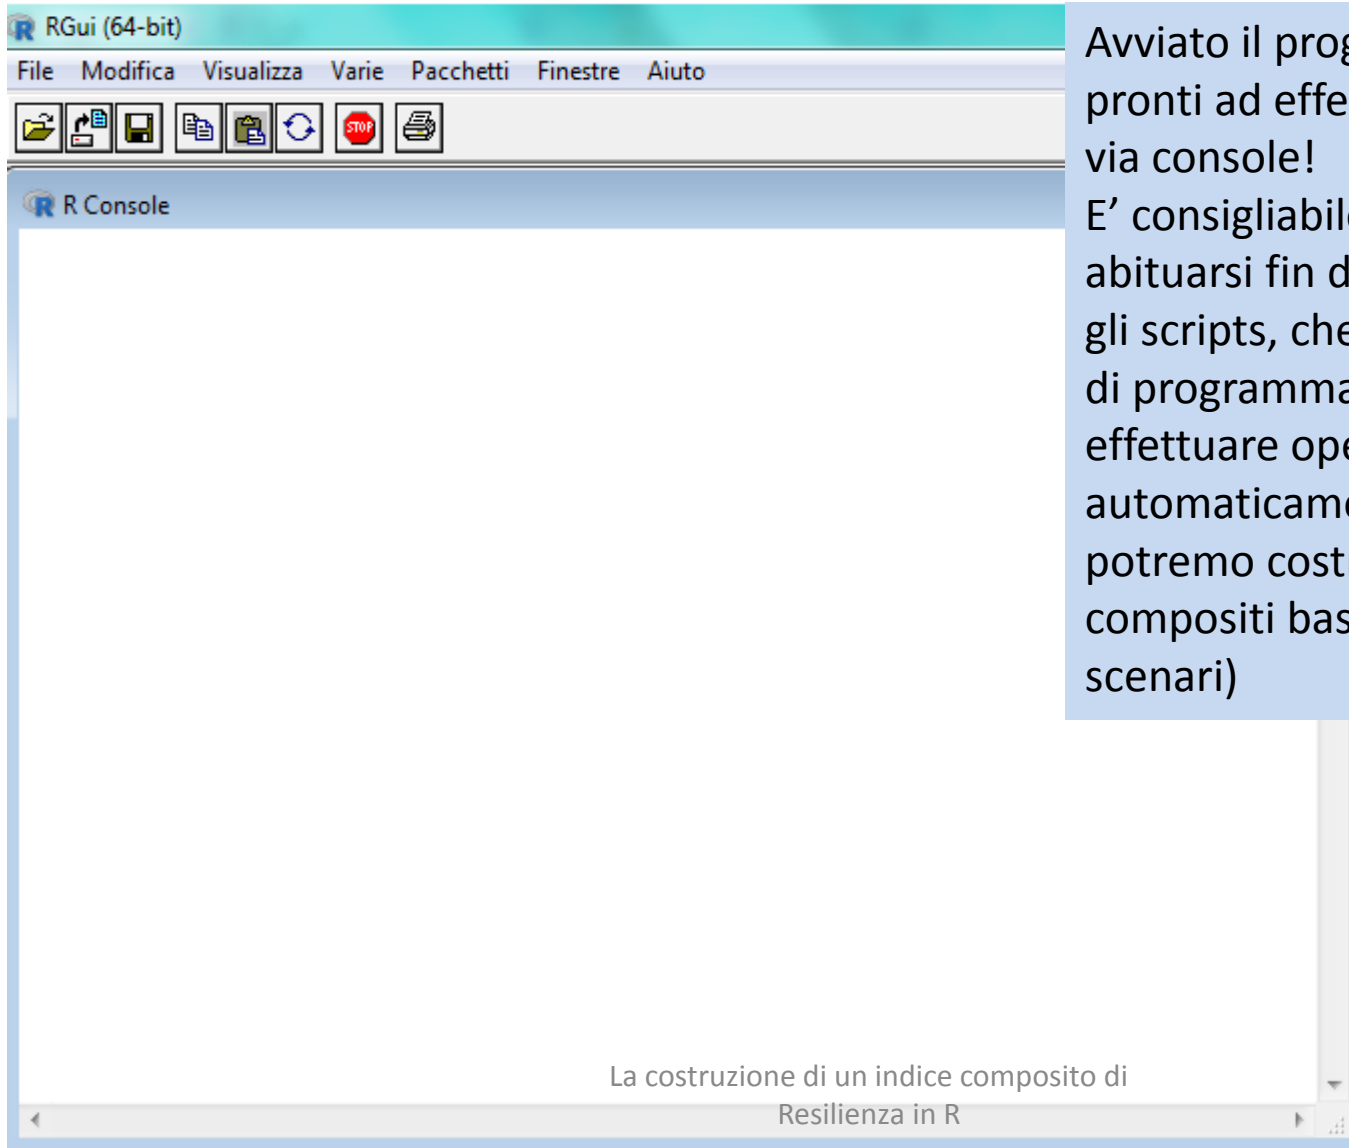 RGui (64-bit)
File Modifica Visualizza Varie Pacchetti Finestre Aiuto
STOP
R Console
Avviato il prog
pronti ad effe
via console!
E’ consigliabil
abituarsi fin d
gli scripts, che
di programma
effettuare ope
automaticame
potremo cost
compositi bas
scenari)
La costruzione di un indice composito di
Resilienza in R